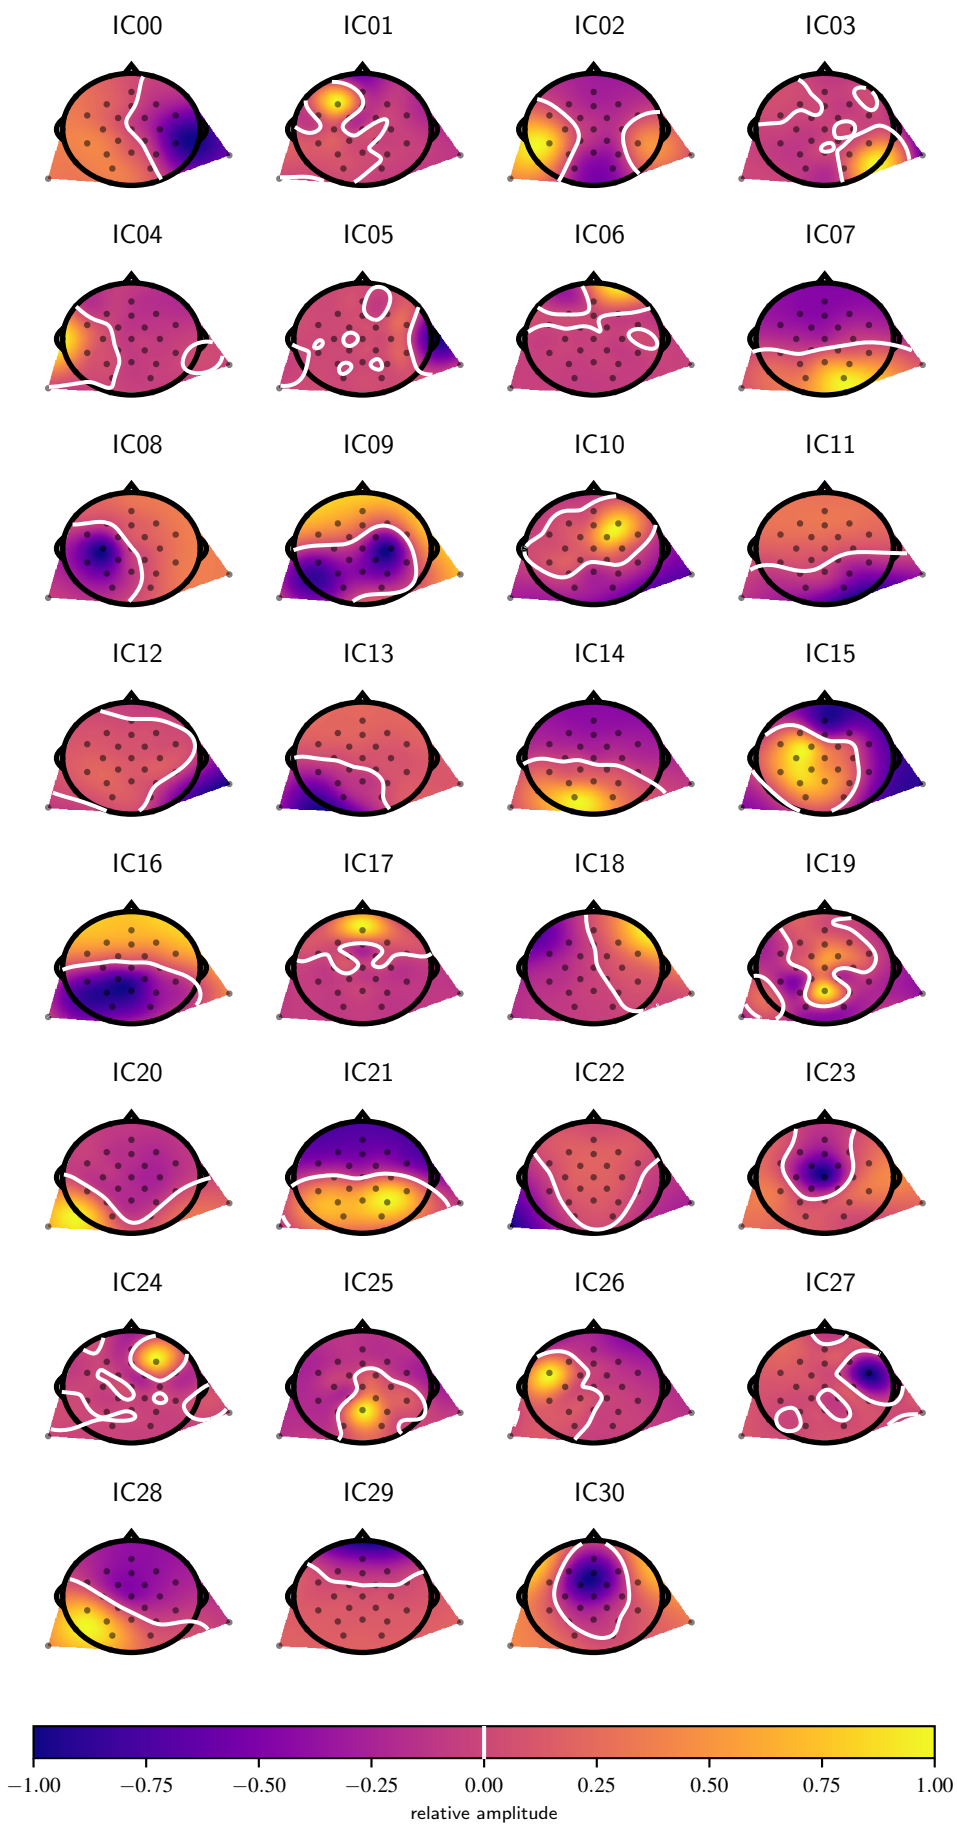 IC00 IC01 IC02 IC03
IC04 IC05 IC06 IC07
IC08 IC09 IC10 IC11
IC12 IC13 IC14 IC15
IC16 IC17 IC18 IC19
IC20 IC21 IC22 IC23
IC24 IC25 IC26 IC27
IC28 IC29 IC30
−1.00 −0.75 −0.50 −0.25 0.00 0.25 0.50 0.75 1.00
relative amplitude